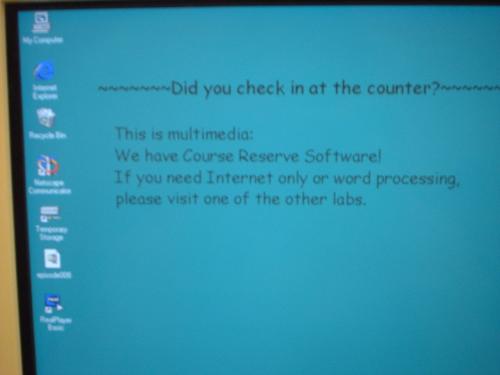 My Computer
Internet
Explorer
Recycle Bin
Netscape
Communicator
Temporary
Storage
episode006
RealPlayer
Basic
~~~~~~~Did you check in at the counter?~~~~~~
This is multimedia:
We have Course Reserve Software!
If you need Internet only or word processing,
please visit one of the other labs.